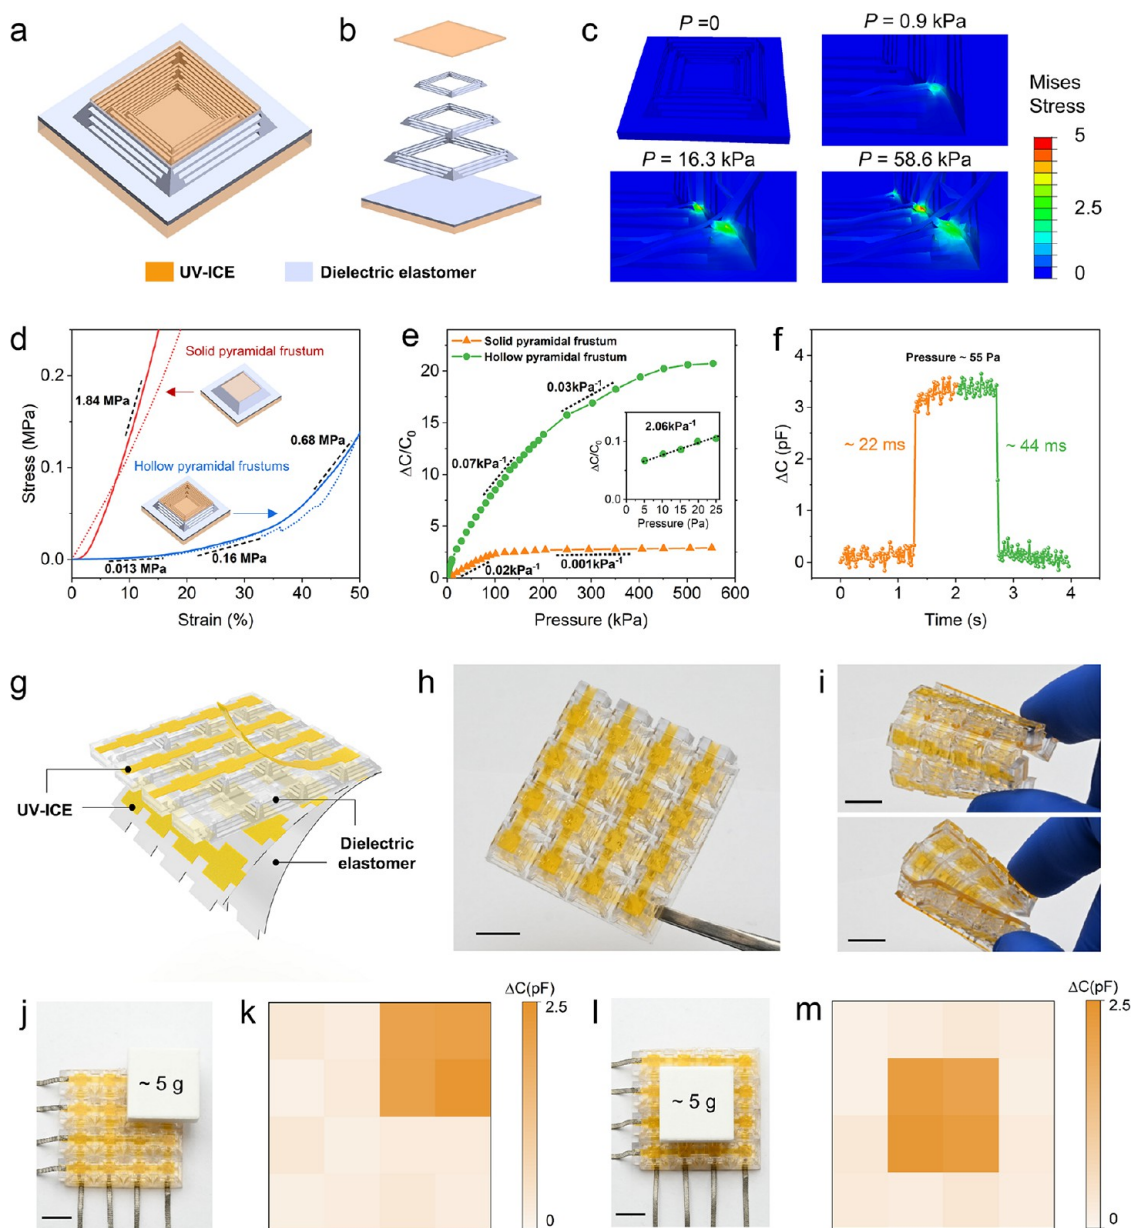 a
b
c
P =0
P = 0.9 kPa
P = 16.3 kPa
P = 58.6 kPa
Mises
Stress
5
2.5
0
UV-ICE
Dielectric elastomer
d
Stress (MPa)
0.2
0.1
0.0
0 10 20 30 40 50
Strain (%)
Solid pyramidal frustum
1.84 MPa
Hollow pyramidal frustums
0.68 MPa
0.16 MPa
0.013 MPa
e
ΔC/C₀
20
15
10
5
0
0 100 200 300 400 500 600
Pressure (kPa)
Solid pyramidal frustum
Hollow pyramidal frustum
0.03kPa⁻¹
0.07kPa⁻¹
0.02kPa⁻¹
0.001kPa⁻¹
2.06kPa⁻¹
ΔC/C₀
0.1
0.0
0 5 10 15 20 25
Pressure (Pa)
f
ΔC (pF)
4
3
2
1
0
0 1 2 3 4
Time (s)
Pressure ~ 55 Pa
~ 22 ms
~ 44 ms
g
UV-ICE
Dielectric
elastomer
h
i
j
~ 5 g
k
ΔC(pF)
2.5
0
l
~ 5 g
m
ΔC(pF)
2.5
0